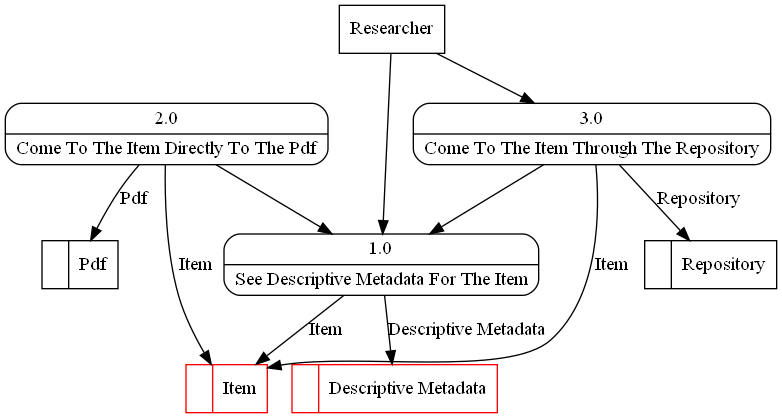 Researcher
2.0
Come To The Item Directly To The Pdf
3.0
Come To The Item Through The Repository
Pdf
Repository
Pdf
1.0
See Descriptive Metadata For The Item
Item
Item
Repository
Item
Descriptive Metadata
Item
Descriptive Metadata